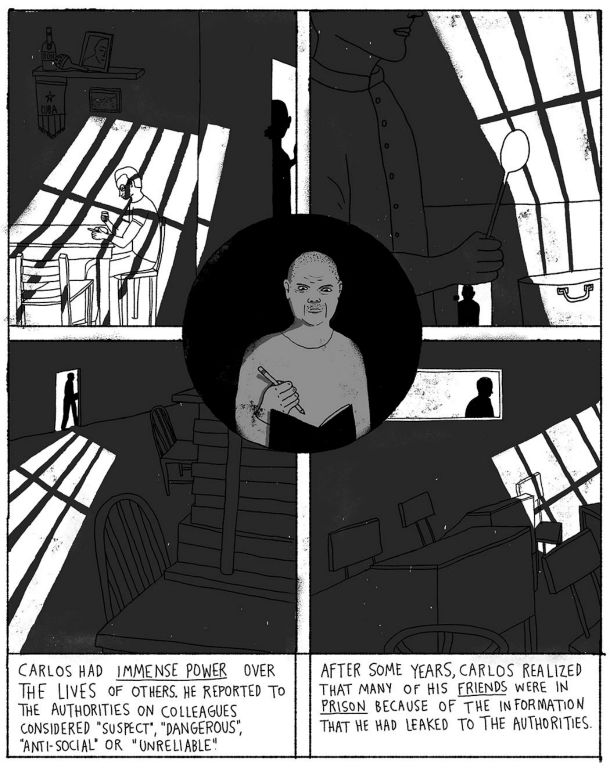 CUBA
CARLOS HAD IMMENSE POWER OVER
THE LIVES OF OTHERS. HE REPORTED TO
THE AUTHORITIES ON COLLEAGUES
CONSIDERED "SUSPECT", "DANGEROUS",
"ANTI-SOCIAL" OR "UNRELIABLE".
AFTER SOME YEARS, CARLOS REALIZED
THAT MANY OF HIS FRIENDS WERE IN
PRISON BECAUSE OF THE INFORMATION
THAT HE HAD LEAKED TO THE AUTHORITIES.